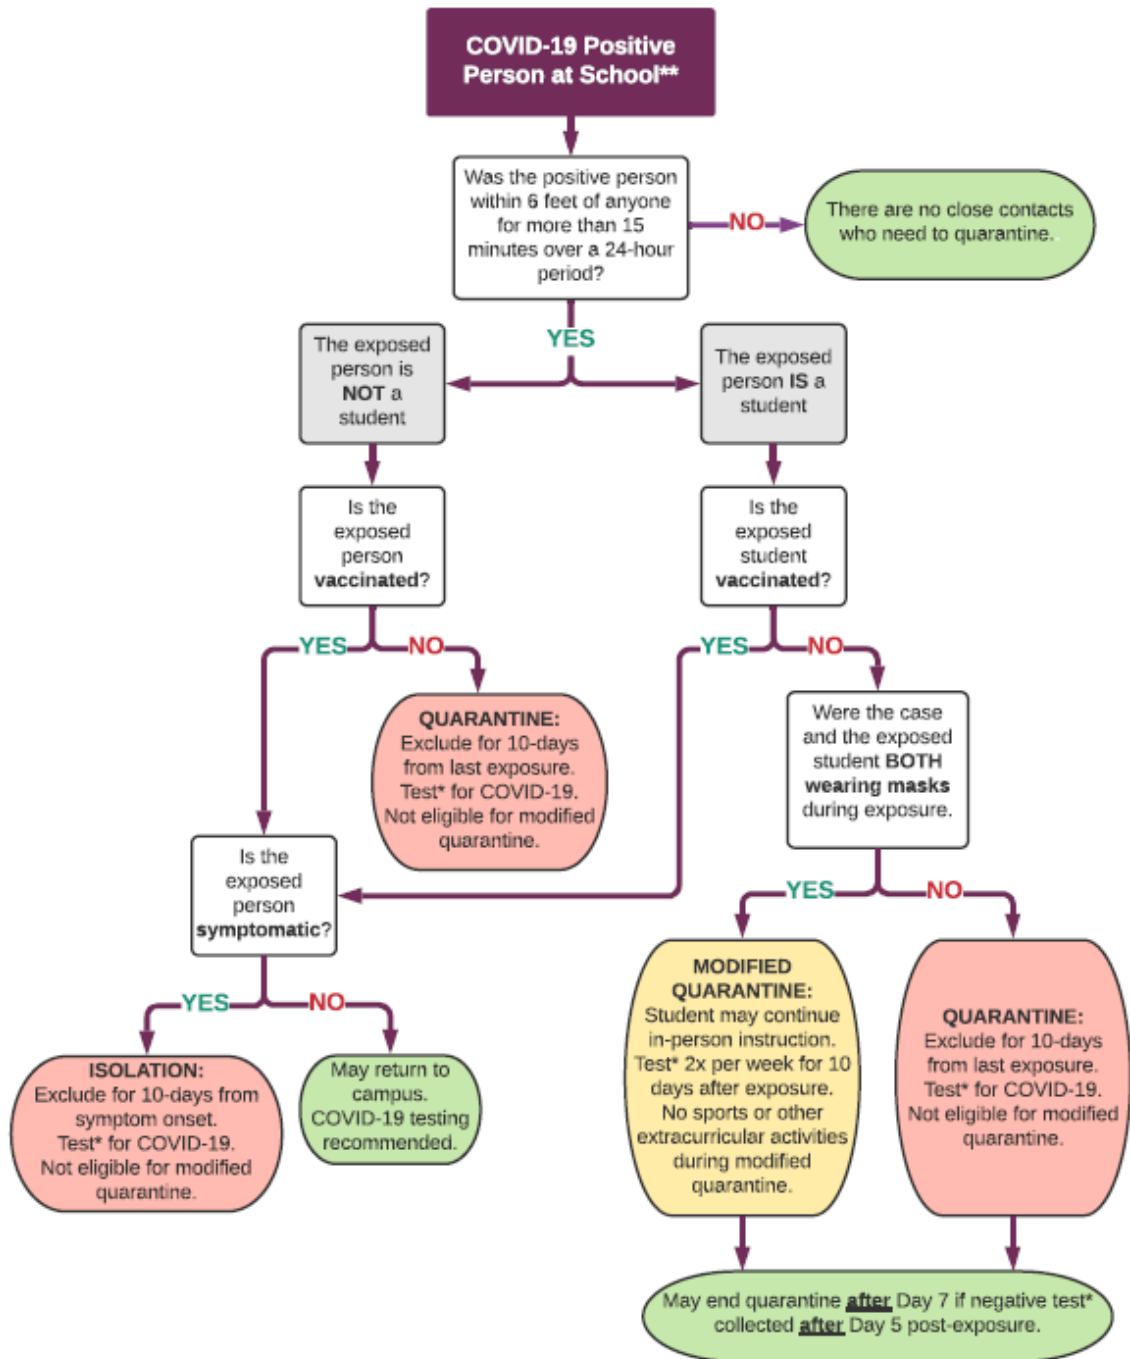 COVID-19 Positive
Person at School**
Was the positive person
within 6 feet of anyone
for more than 15
minutes over a 24-hour
period?
NO
There are no close contacts
who need to quarantine.
YES
The exposed
person is
NOT a
student
The exposed
person IS a
student
Is the
exposed
person
vaccinated?
Is the
exposed
student
vaccinated?
YES
NO
YES
NO
QUARANTINE:
Exclude for 10-days
from last exposure.
Test* for COVID-19.
Not eligible for modified
quarantine.
Were the case
and the exposed
student BOTH
wearing masks
during exposure.
Is the
exposed
person
symptomatic?
YES
NO
YES
NO
ISOLATION:
Exclude for 10-days from
symptom onset.
Test* for COVID-19.
Not eligible for modified
quarantine.
May return to
campus.
COVID-19 testing
recommended.
MODIFIED
QUARANTINE:
Student may continue
in-person instruction.
Test* 2x per week for 10
days after exposure.
No sports or other
extracurricular activities
during modified
quarantine.
QUARANTINE:
Exclude for 10-days
from last exposure.
Test* for COVID-19.
Not eligible for modified
quarantine.
May end quarantine after Day 7 if negative test*
collected after Day 5 post-exposure.